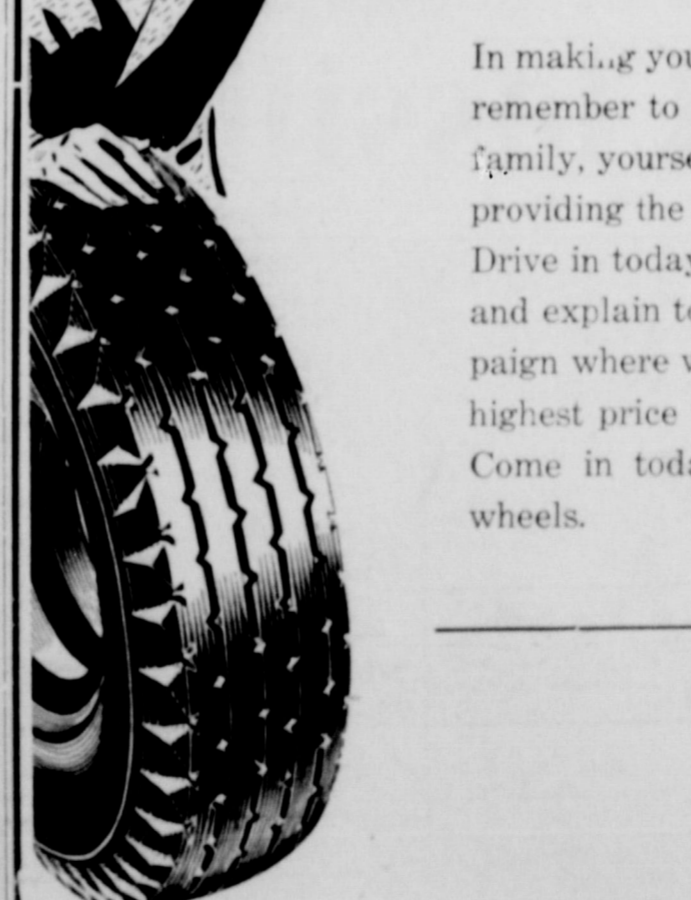 In making you
remember to
family, yourse
providing the
Drive in today
and explain to
paign where
highest price
Come in toda
wheels.